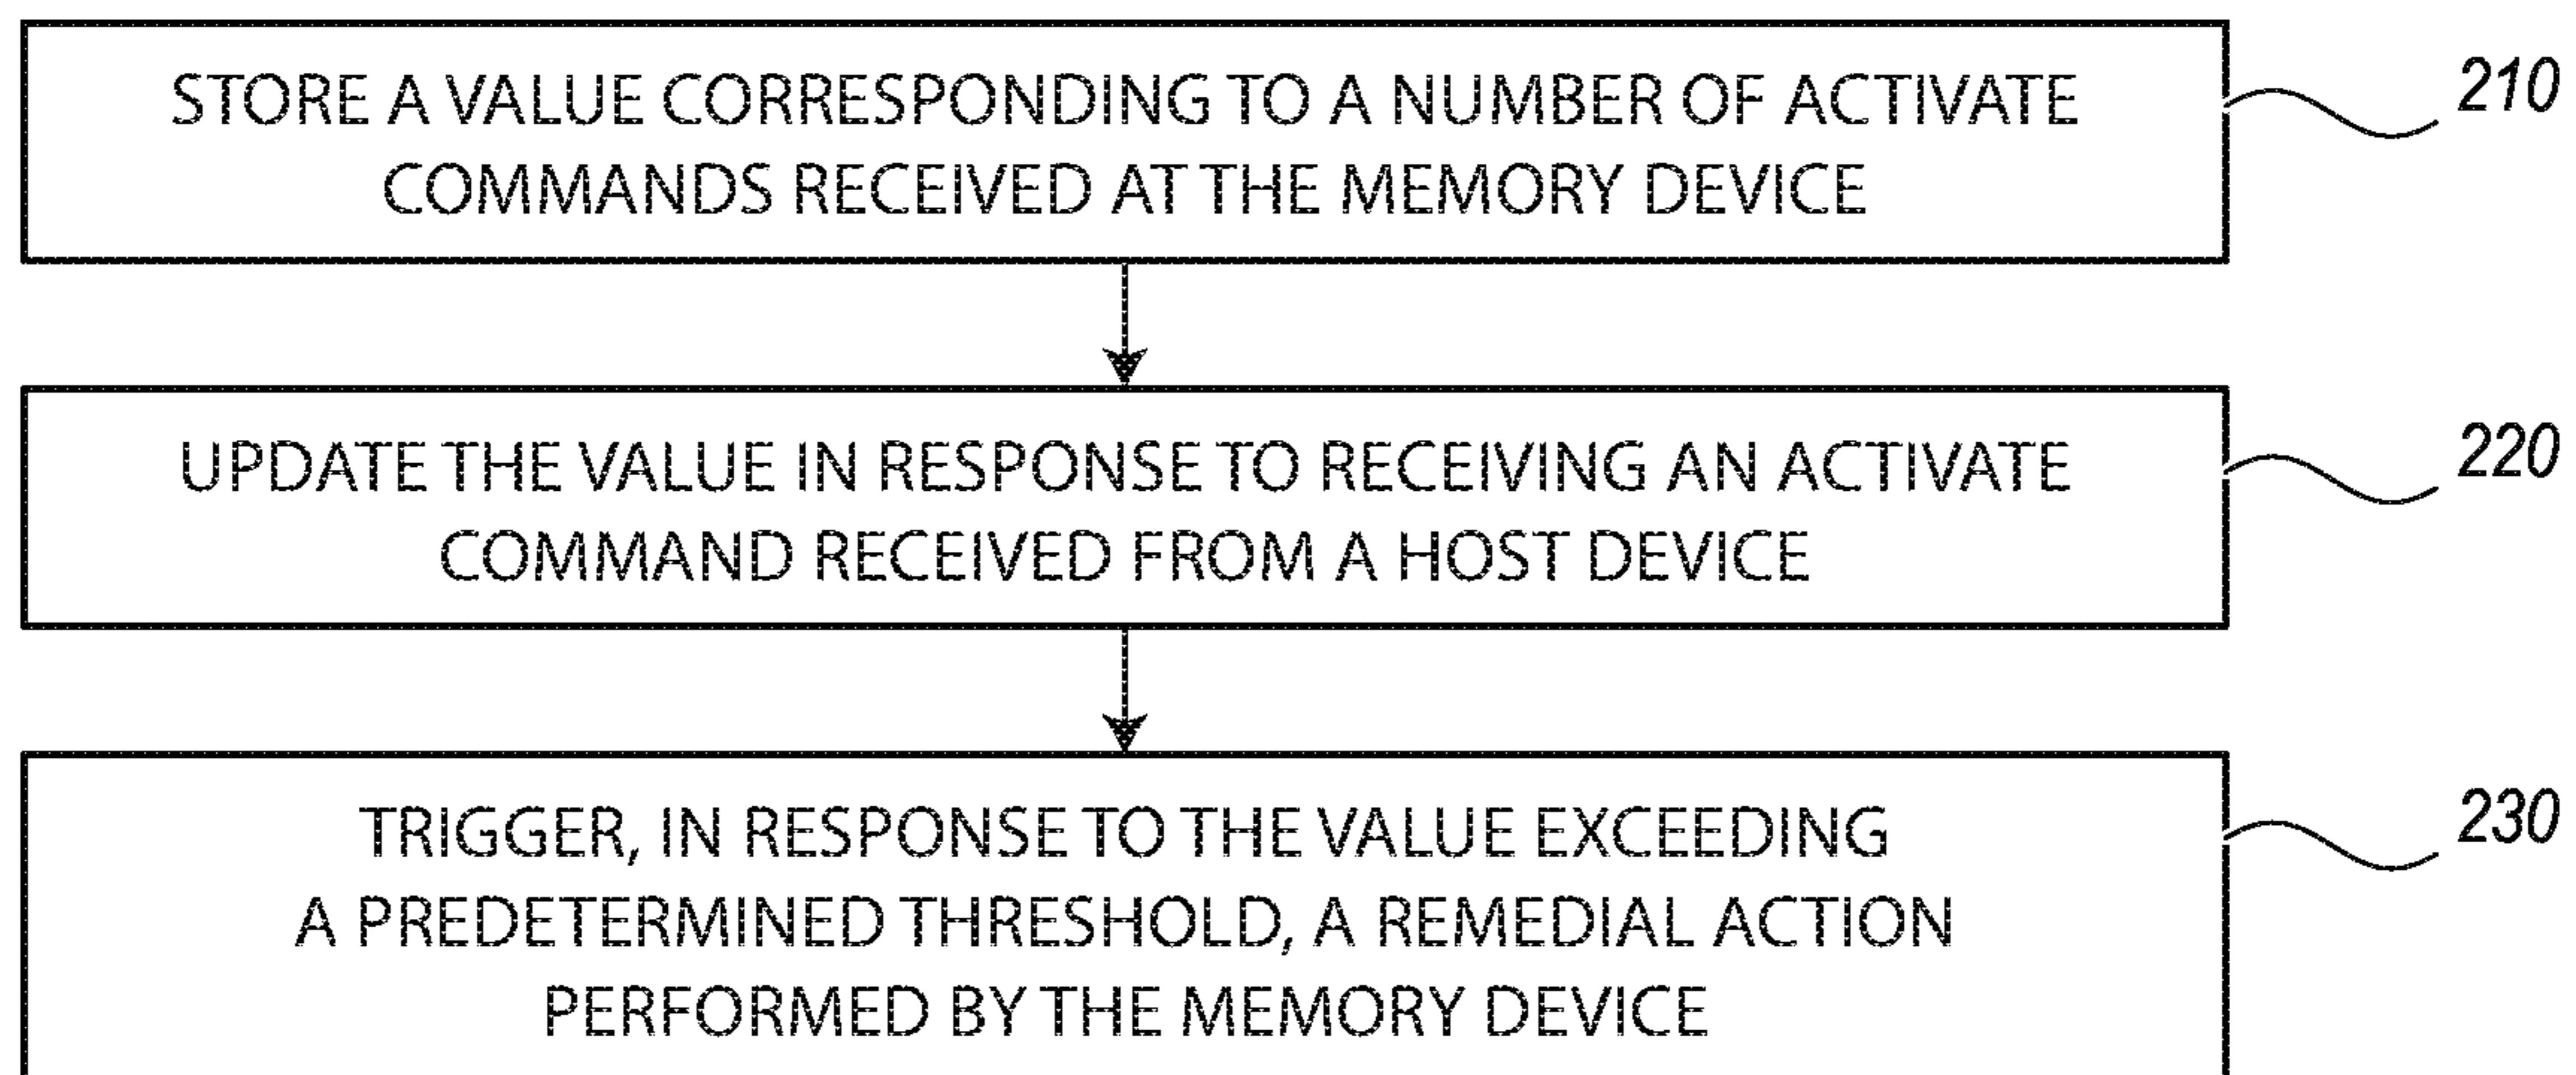 STORE A VALUE CORRESPONDING TO A NUMBER OF ACTIVATE
COMMANDS RECEIVED AT THE MEMORY DEVICE
210
UPDATE THE VALUE IN RESPONSE TO RECEIVING AN ACTIVATE
COMMAND RECEIVED FROM A HOST DEVICE
220
TRIGGER, IN RESPONSE TO THE VALUE EXCEEDING
A PREDETERMINED THRESHOLD, A REMEDIAL ACTION
PERFORMED BY THE MEMORY DEVICE
230